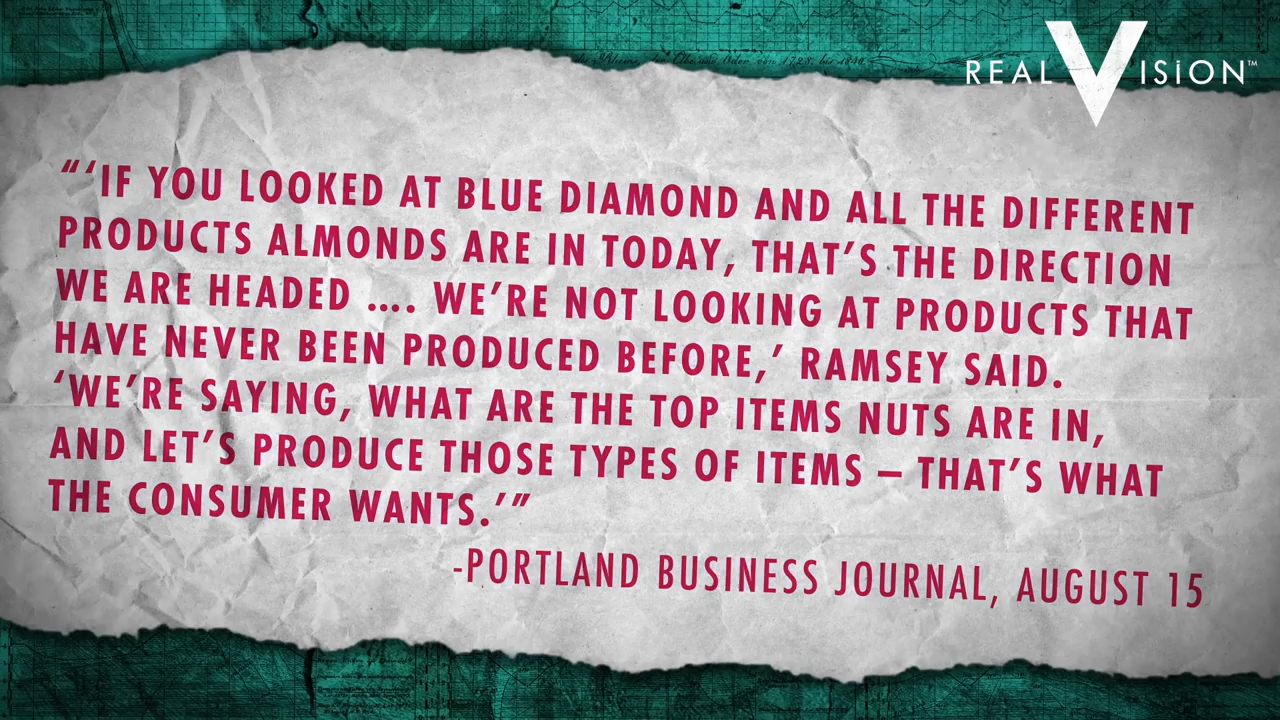 REAL VISiON™
“‘IF YOU LOOKED AT BLUE DIAMOND AND ALL THE DIFFERENT
PRODUCTS ALMONDS ARE IN TODAY, THAT’S THE DIRECTION
WE ARE HEADED .... WE’RE NOT LOOKING AT PRODUCTS THAT
HAVE NEVER BEEN PRODUCED BEFORE,’ RAMSEY SAID.
‘WE’RE SAYING, WHAT ARE THE TOP ITEMS NUTS ARE IN,
AND LET’S PRODUCE THOSE TYPES OF ITEMS – THAT’S WHAT
THE CONSUMER WANTS.’”
-PORTLAND BUSINESS JOURNAL, AUGUST 15